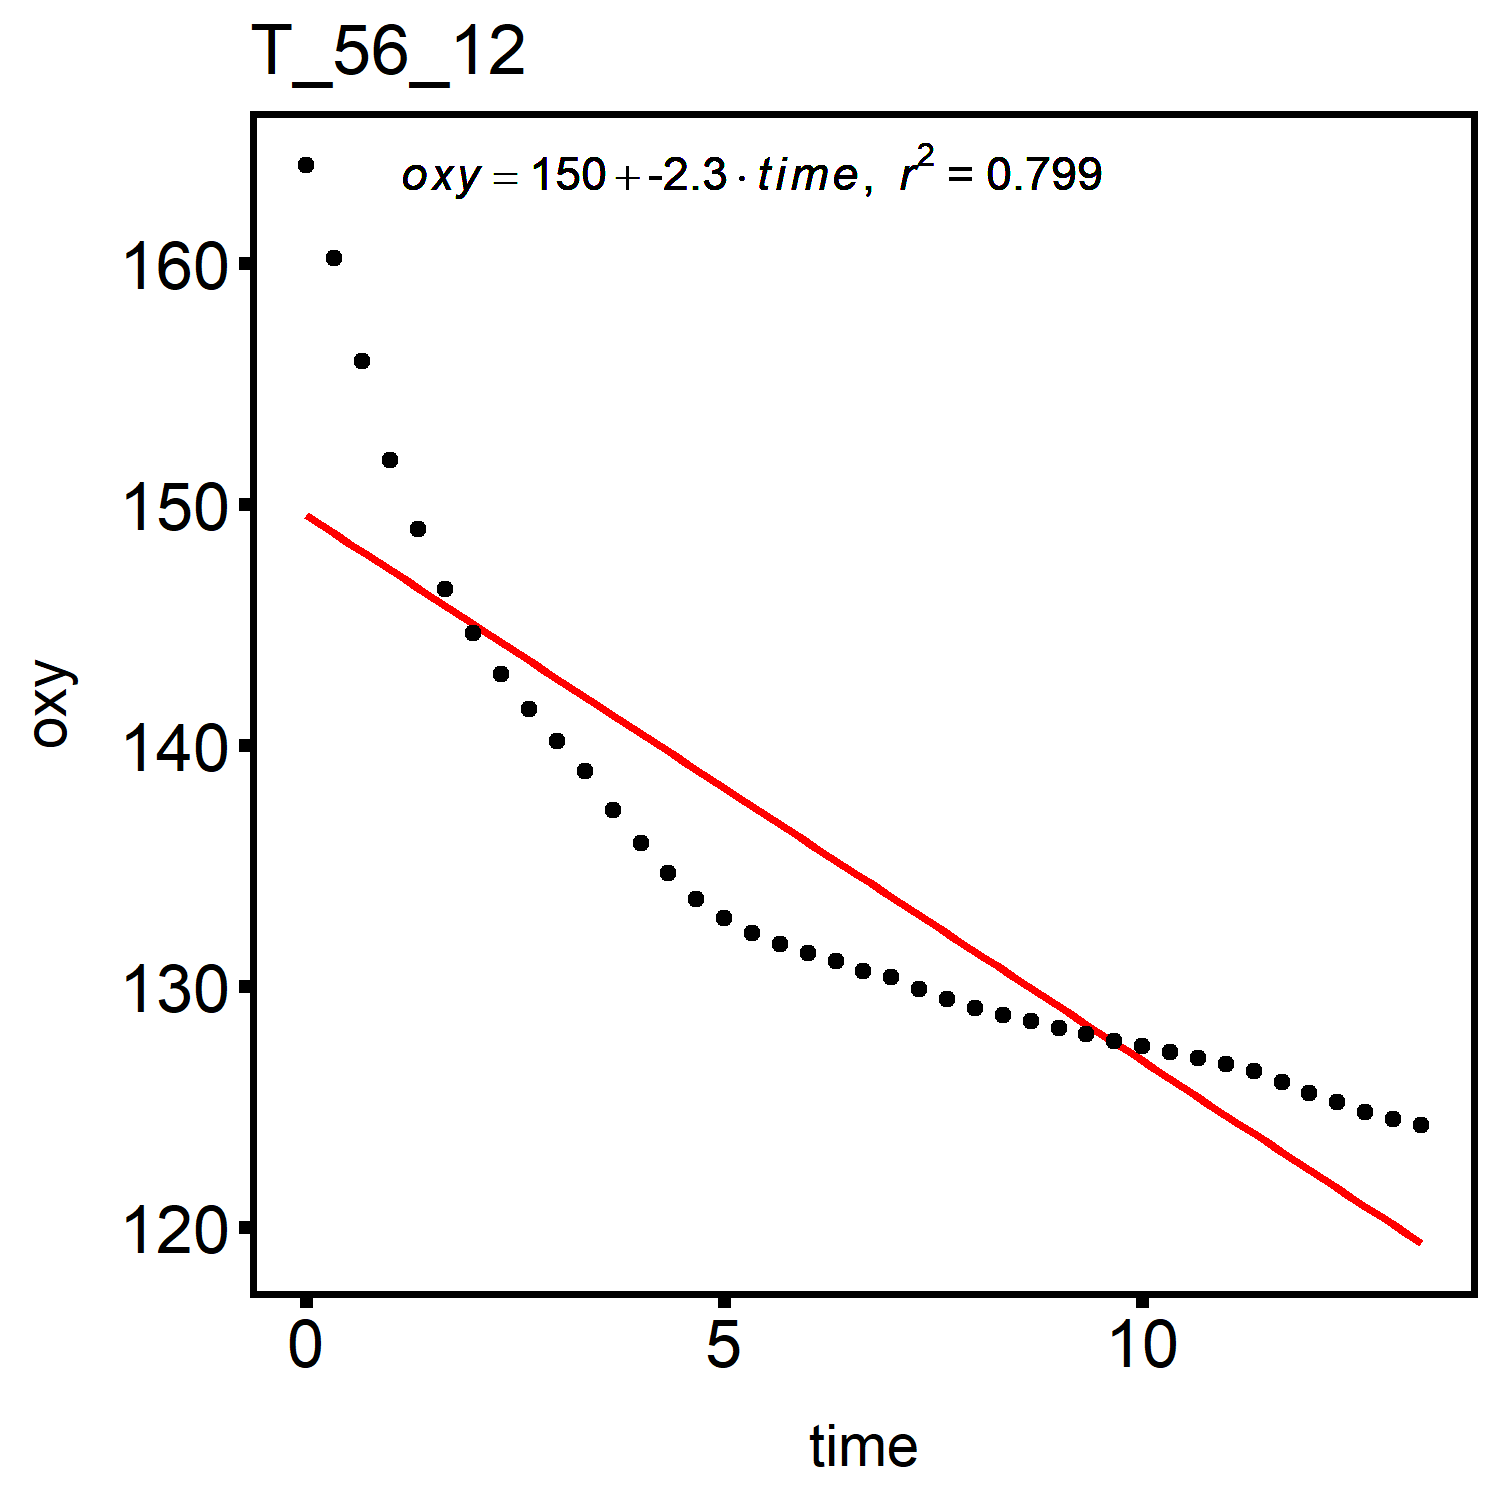 T_56_12
oxy = 150 + -2.3 · time, r² = 0.799
160
150
140
130
120
oxy
0 5 10
time